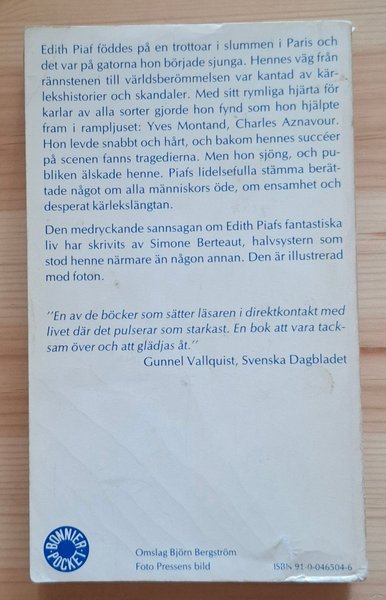 Edith Piaf föddes på en trottoar i slummen i Paris och
det var på gatorna hon började sjunga. Hennes väg från
rännstenen till världsberömmelsen var kantad av kär-
lekshistorier och skandaler. Med sitt rymliga hjärta för
karlar av alla sorter gjorde hon fynd som hon hjälpte
fram i rampljuset: Yves Montand, Charles Aznavour.
Hon levde snabbt och hårt, och bakom hennes succéer
på scenen fanns tragedierna. Men hon sjöng, och pu-
bliken älskade henne. Piafs lidelsefulla stämma berät-
tade något om alla människors öde, om ensamhet och
desperat kärlekslängtan.
Den medryckande sannsagan om Edith Piafs fantastiska
liv har skrivits av Simone Berteaut, halvsystern som
stod henne närmare än någon annan. Den är illustrerad
med foton.
''En av de böcker som sätter läsaren i direktkontakt med
livet där det pulserar som starkast. En bok att vara tack-
sam över och att glädjas åt.''
Gunnel Vallquist, Svenska Dagbladet
BONNIER
POCKET
Omslag Björn Bergström
Foto Pressens bild
ISBN 91-0-046504-6